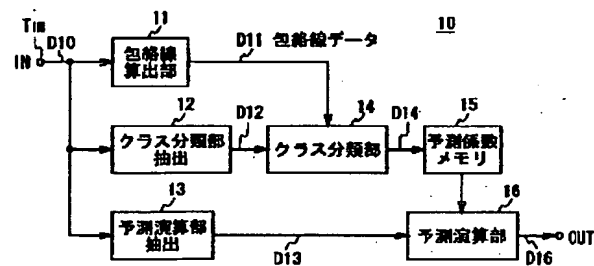 10
TIN
IN
D10
11
包絡線
算出部
D11 包絡線データ
12
クラス分類部
抽出
D12
14
クラス分類部
D14
15
予測係数
メモリ
13
予測演算部
抽出
D13
16
予測演算部
D16
OUT